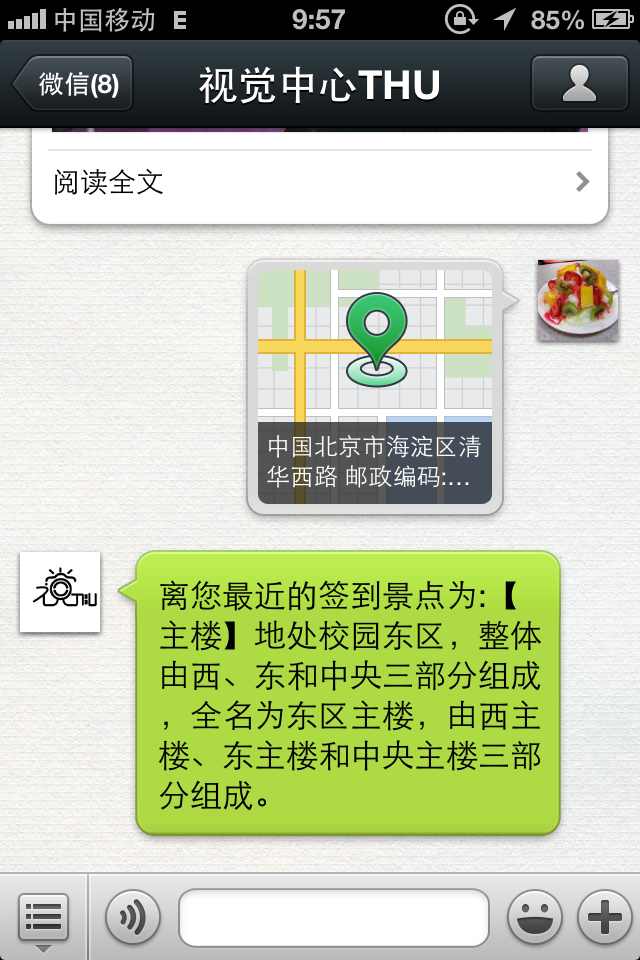 中国移动 E 9:57 85%
微信(8) 视觉中心THU
阅读全文
中国北京市海淀区清
华西路 邮政编码:...
THU
离您最近的签到景点为:【
主楼】地处校园东区，整体
由西、东和中央三部分组成
，全名为东区主楼，由西主
楼、东主楼和中央主楼三部
分组成。